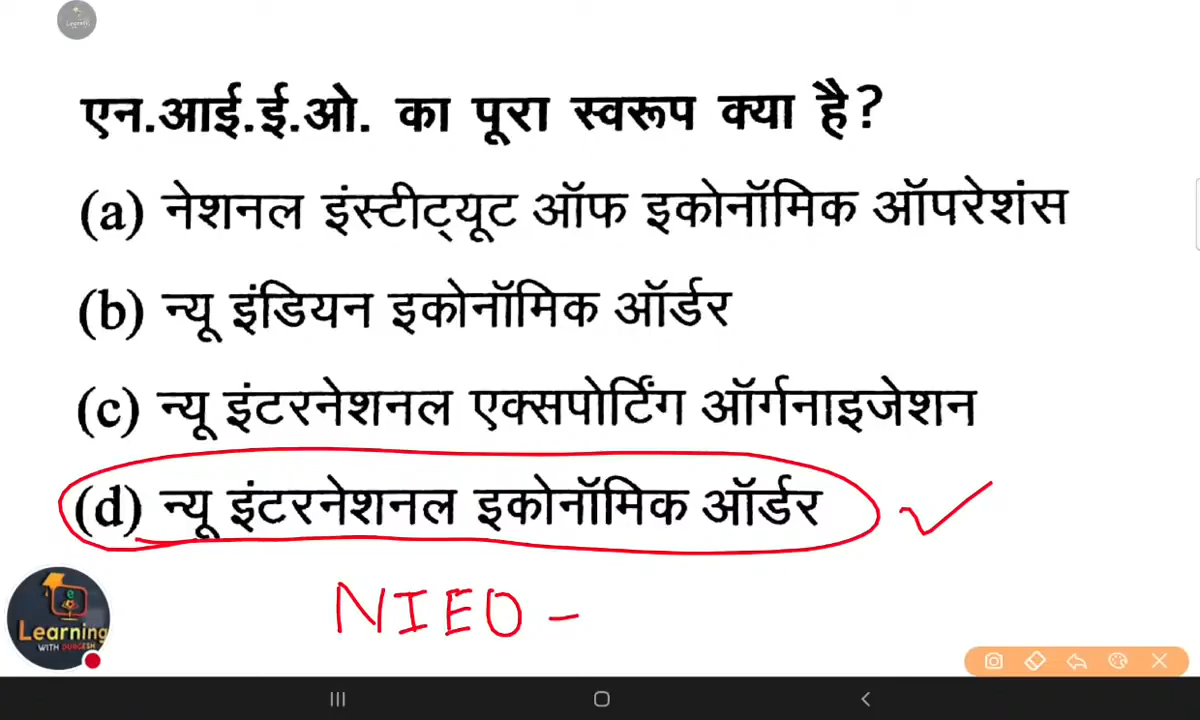 एन.आई.ई.ओ. का पूरा स्वरूप क्या है?
(a) नेशनल इंस्टीट्यूट ऑफ इकोनॉमिक ऑपरेशंस
(b) न्यू इंडियन इकोनॉमिक ऑर्डर
(c) न्यू इंटरनेशनल एक्सपोर्टिंग ऑर्गनाइजेशन
(d) न्यू इंटरनेशनल इकोनॉमिक ऑर्डर
NIEO -
e
Learning
WITH DURGESH